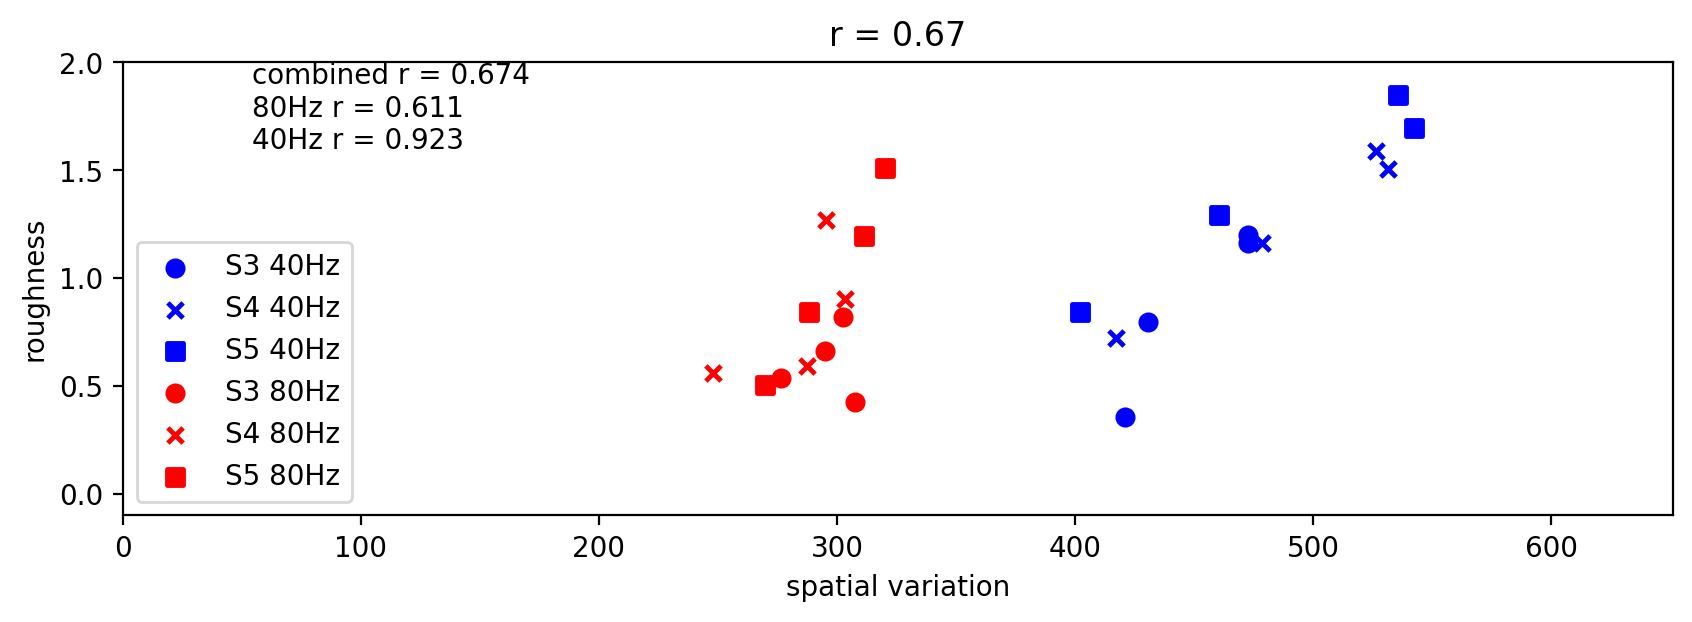 r = 0.67
combined r = 0.674
80Hz r = 0.611
40Hz r = 0.923
2.0
1.5
1.0
0.5
0.0
roughness
S3 40Hz
S4 40Hz
S5 40Hz
S3 80Hz
S4 80Hz
S5 80Hz
0 100 200 300 400 500 600
spatial variation